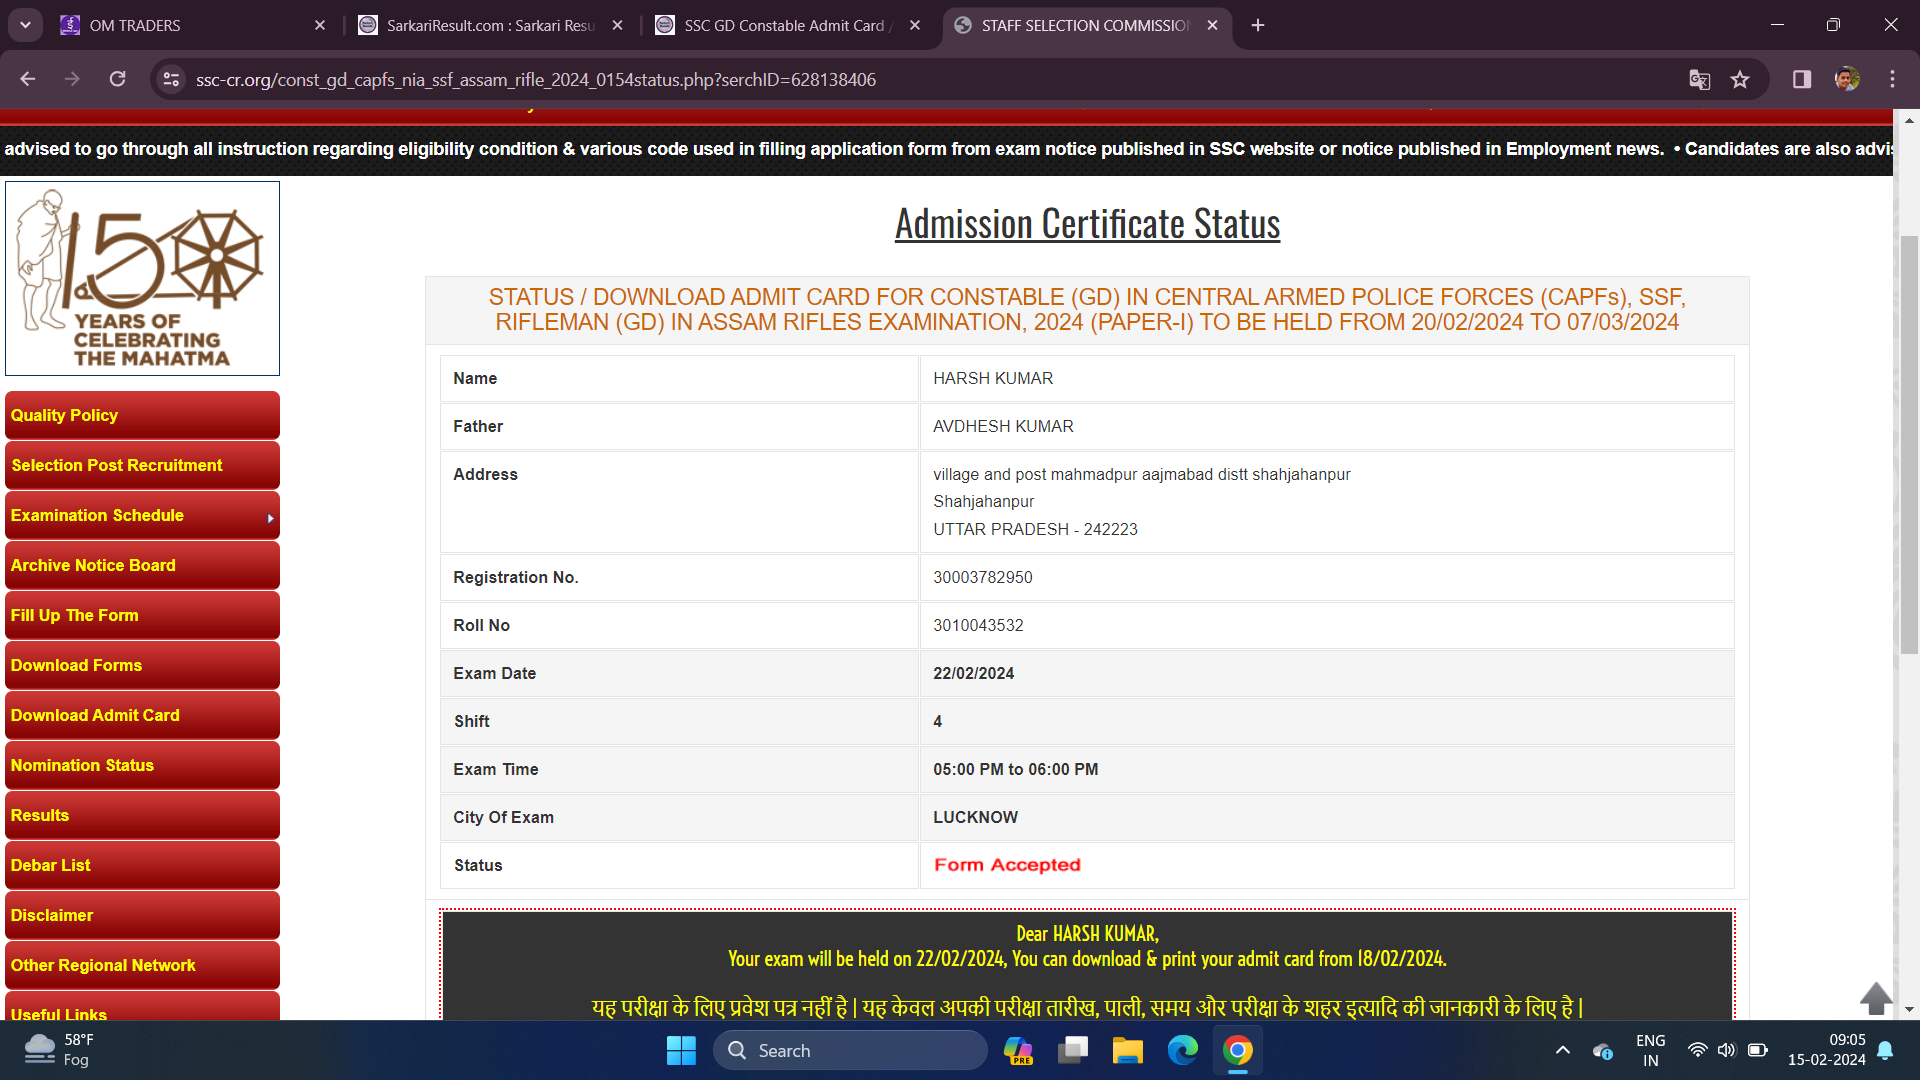 OM TRADERS
SarkariResult.com : Sarkari Resu
SSC GD Constable Admit Card /
STAFF SELECTION COMMISSION
ssc-cr.org/const_gd_capfs_nia_ssf_assam_rifle_2024_0154status.php?serchID=628138406
advised to go through all instruction regarding eligibility condition & various code used in filling application form from exam notice published in SSC website or notice published in Employment news. • Candidates are also advis
150
YEARS OF
CELEBRATING
THE MAHATMA
Quality Policy
Selection Post Recruitment
Examination Schedule
Archive Notice Board
Fill Up The Form
Download Forms
Download Admit Card
Nomination Status
Results
Debar List
Disclaimer
Other Regional Network
Useful Links
Admission Certificate Status
STATUS / DOWNLOAD ADMIT CARD FOR CONSTABLE (GD) IN CENTRAL ARMED POLICE FORCES (CAPFs), SSF,
RIFLEMAN (GD) IN ASSAM RIFLES EXAMINATION, 2024 (PAPER-I) TO BE HELD FROM 20/02/2024 TO 07/03/2024
Name HARSH KUMAR
Father AVDHESH KUMAR
Address village and post mahmadpur aajmabad distt shahjahanpur
Shahjahanpur
UTTAR PRADESH - 242223
Registration No. 30003782950
Roll No 3010043532
Exam Date 22/02/2024
Shift 4
Exam Time 05:00 PM to 06:00 PM
City Of Exam LUCKNOW
Status Form Accepted
Dear HARSH KUMAR,
Your exam will be held on 22/02/2024, You can download & print your admit card from 18/02/2024.
यह परीक्षा के लिए प्रवेश पत्र नहीं है | यह केवल अपकी परीक्षा तारीख, पाली, समय और परीक्षा के शहर इत्यादि की जानकारी के लिए है |
58°F
Fog
Search
PRE
ENG
IN
09:05
15-02-2024